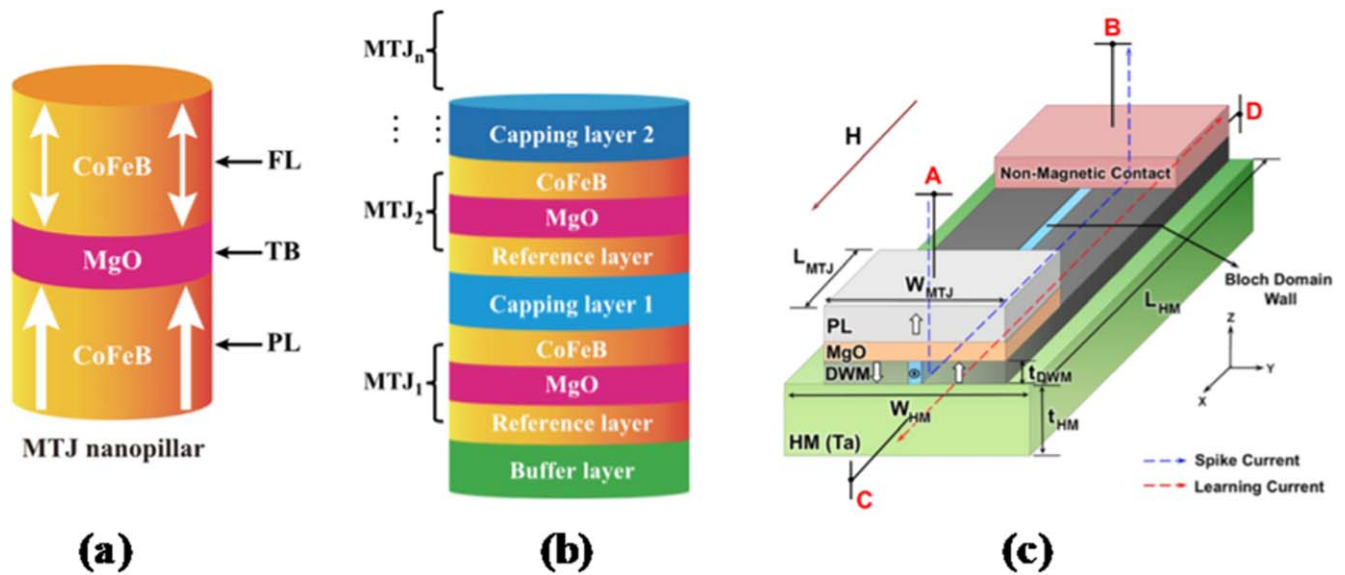 CoFeB
FL
MgO
TB
CoFeB
PL
MTJ nanopillar
(a)
MTJn
Capping layer 2
CoFeB
MTJ2
MgO
Reference layer
Capping layer 1
CoFeB
MTJ1
MgO
Reference layer
Buffer layer
(b)
B
D
H
Non-Magnetic Contact
A
LMTJ
WMTJ
Bloch Domain
Wall
LHM
PL
MgO
DWM
tDWM
Z
Y
X
WHM
tHM
HM (Ta)
C
Spike Current
Learning Current
(c)